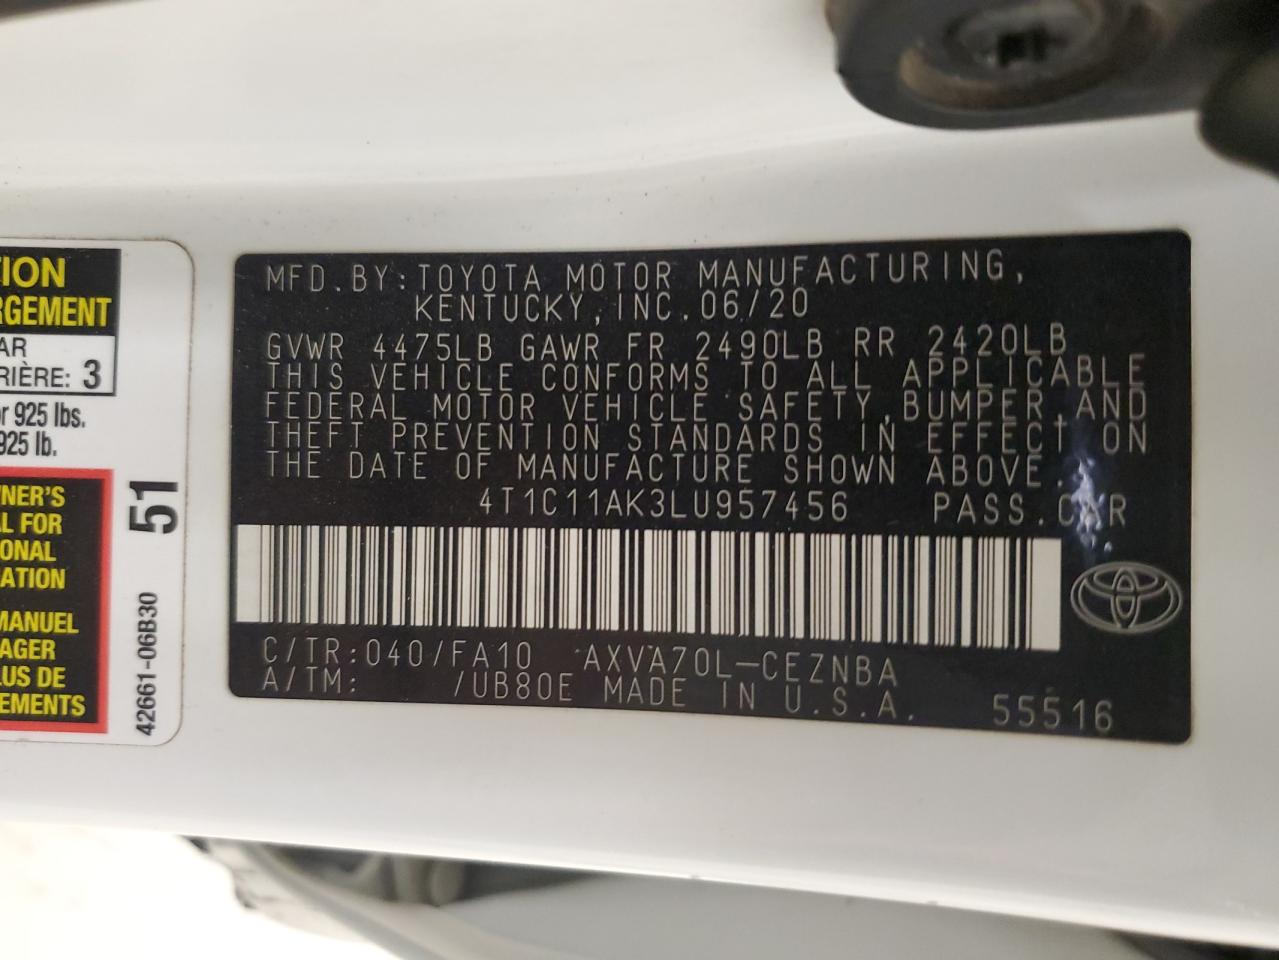 TION
RGEMENT
AR
RIÈRE: 3
or 925 lbs.
925 lb.
NER'S
L FOR
ONAL
ATION
MANUEL
AGER
LUS DE
EMENTS
51
42661-06B30
MFD.BY:TOYOTA MOTOR MANUFACTURING,
KENTUCKY,INC.06/20
GVWR 4475LB GAWR FR 2490LB RR 2420LB
THIS VEHICLE CONFORMS TO ALL APPLICABLE
FEDERAL MOTOR VEHICLE SAFETY,BUMPER,AND
THEFT PREVENTION STANDARDS IN EFFECT ON
THE DATE OF MANUFACTURE SHOWN ABOVE.
4T1C11AK3LU957456 PASS.CAR
C/TR:040/FA10 AXVA70L-CEZNBA
A/TM: /UB80E MADE IN U.S.A. 55516